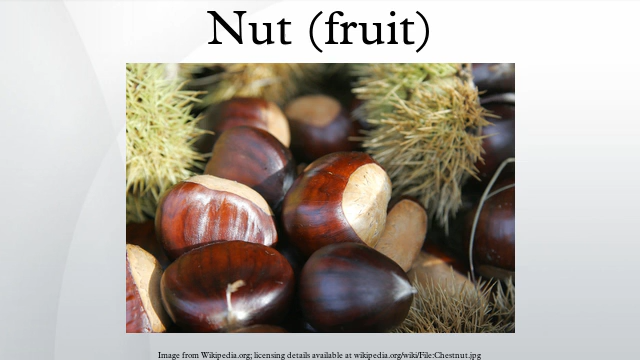 Nut (fruit)
Image from Wikipedia.org; licensing details available at wikipedia.org/wiki/File:Chestnut.jpg